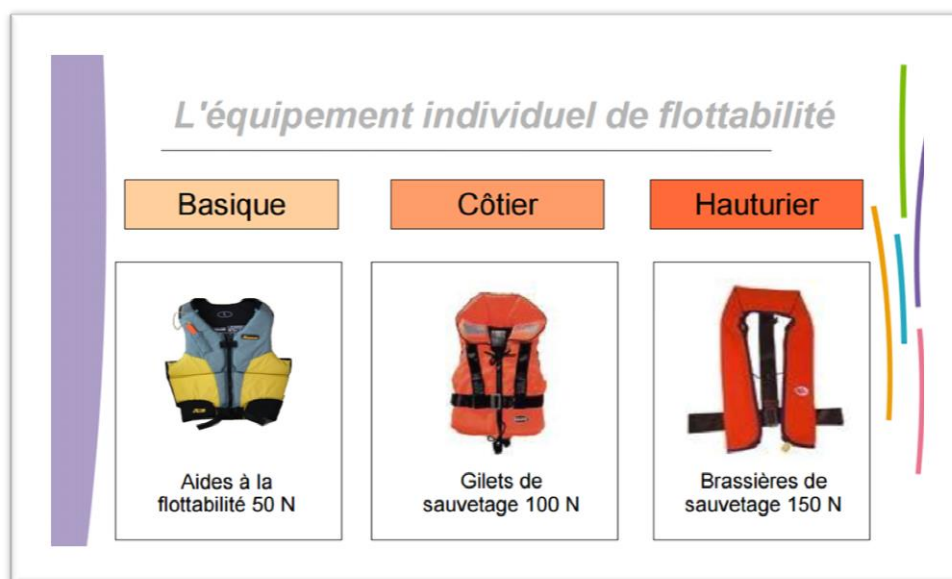 L'équipement individuel de flottabilité
Basique
Côtier
Hauturier
Aides à la
flottabilité 50 N
Gilets de
sauvetage 100 N
Brassières de
sauvetage 150 N